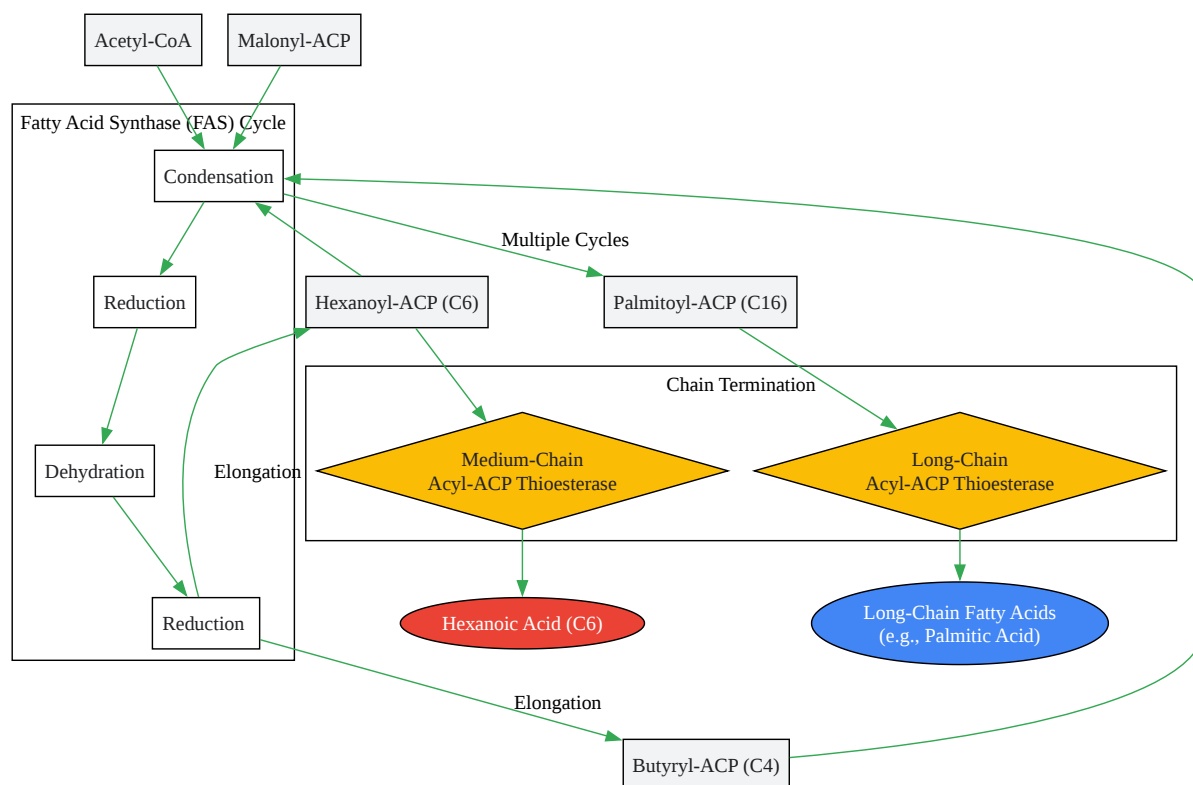 Acetyl-CoA
Malonyl-ACP
Fatty Acid Synthase (FAS) Cycle
Condensation
Multiple Cycles
Reduction
Hexanoyl-ACP (C6)
Palmitoyl-ACP (C16)
Chain Termination
Dehydration
Elongation
Medium-Chain
Acyl-ACP Thioesterase
Long-Chain
Acyl-ACP Thioesterase
Reduction
Hexanoic Acid (C6)
Long-Chain Fatty Acids
(e.g., Palmitic Acid)
Elongation
Butyryl-ACP (C4)